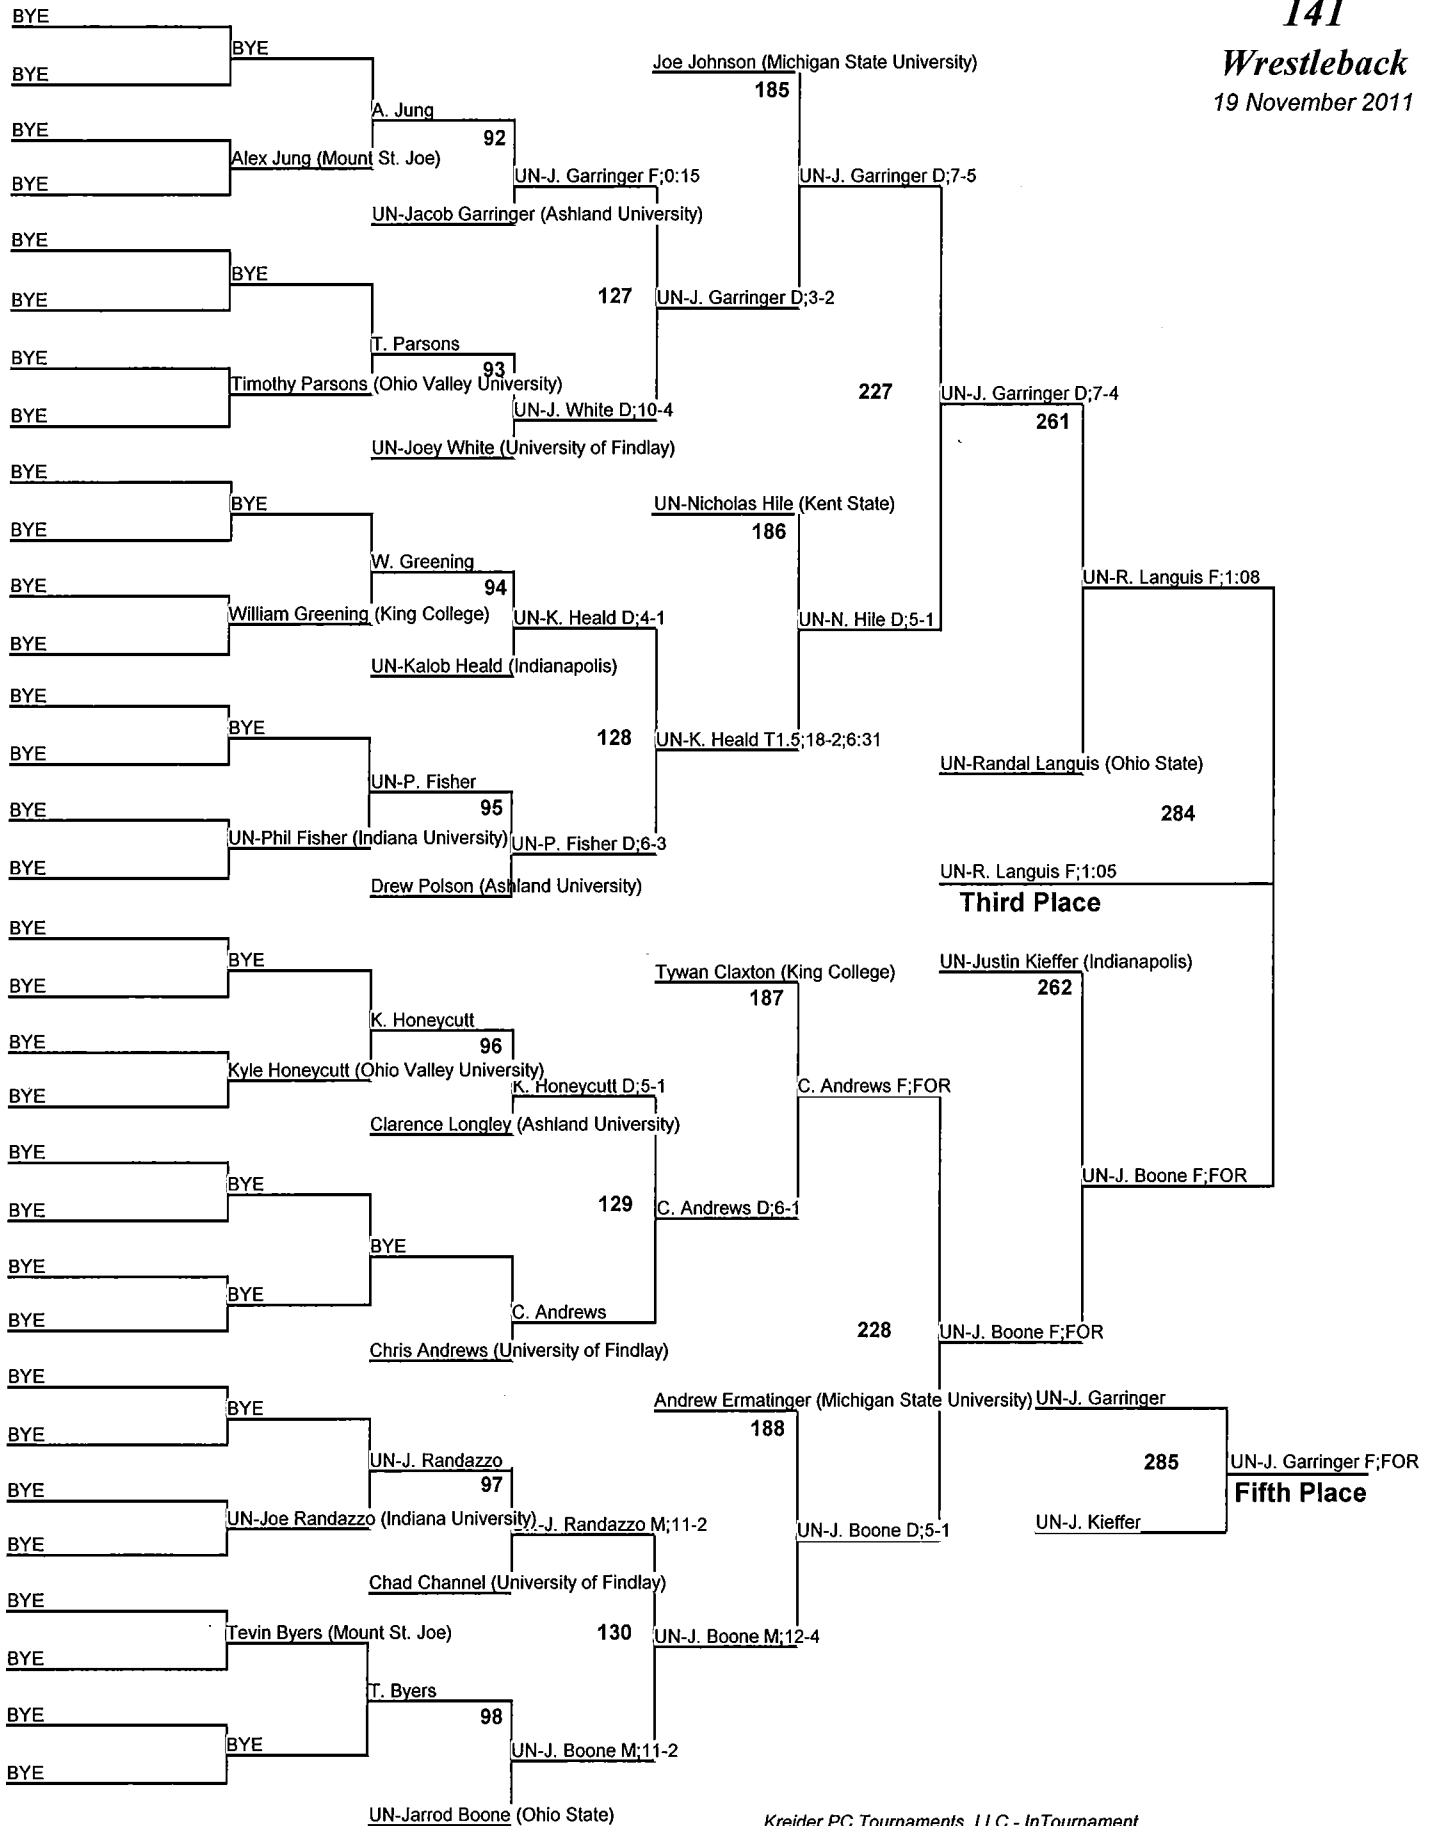 BYE
141
BYE
Wrestleback
Joe Johnson (Michigan State University)
BYE
185
19 November 2011
A. Jung
BYE
92
Alex Jung (Mount St. Joe)
UN-J. Garringer F;0:15
UN-J. Garringer D;7-5
BYE
UN-Jacob Garringer (Ashland University)
BYE
BYE
127
UN-J. Garringer D;3-2
BYE
T. Parsons
BYE
93
Timothy Parsons (Ohio Valley University)
227
UN-J. Garringer D;7-4
UN-J. White D;10-4
261
BYE
UN-Joey White (University of Findlay)
BYE
BYE
UN-Nicholas Hile (Kent State)
BYE
186
W. Greening
UN-R. Languis F;1:08
BYE
94
William Greening (King College)
UN-K. Heald D;4-1
UN-N. Hile D;5-1
BYE
UN-Kalob Heald (Indianapolis)
BYE
BYE
128
UN-K. Heald T1.5;18-2;6:31
BYE
UN-Randal Languis (Ohio State)
UN-P. Fisher
BYE
95
284
UN-Phil Fisher (Indiana University)
UN-P. Fisher D;6-3
BYE
UN-R. Languis F;1:05
Drew Polson (Ashland University)
Third Place
BYE
BYE
Tywan Claxton (King College)
UN-Justin Kieffer (Indianapolis)
BYE
187
262
K. Honeycutt
BYE
96
Kyle Honeycutt (Ohio Valley University)
K. Honeycutt D;5-1
C. Andrews F;FOR
BYE
Clarence Longley (Ashland University)
BYE
UN-J. Boone F;FOR
BYE
129
C. Andrews D;6-1
BYE
BYE
BYE
BYE
C. Andrews
BYE
228
UN-J. Boone F;FOR
Chris Andrews (University of Findlay)
BYE
Andrew Ermatinger (Michigan State University)
UN-J. Garringer
BYE
188
BYE
UN-J. Randazzo
285
UN-J. Garringer F;FOR
97
BYE
Fifth Place
UN-Joe Randazzo (Indiana University)
-J. Randazzo M;11-2
UN-J. Boone D;5-1
UN-J. Kieffer
BYE
Chad Channel (University of Findlay)
BYE
Tevin Byers (Mount St. Joe)
130
UN-J. Boone M;12-4
BYE
T. Byers
BYE
98
BYE
UN-J. Boone M;11-2
BYE
UN-Jarrod Boone (Ohio State)
Kreider PC Tournaments, LLC - InTournament